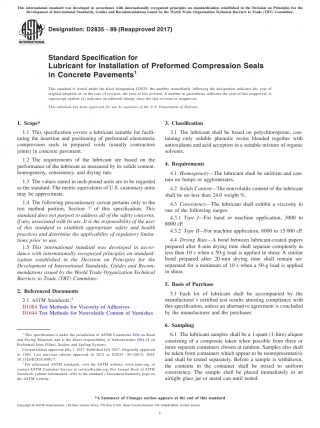 This international standard was developed in accordance with internationally recognized principles on standardization established in the Decision on Principles for the
Development of International Standards, Guides and Recommendations issued by the World Trade Organization Technical Barriers to Trade (TBT) Committee.
Designation: D2835 − 89 (Reapproved 2017)
Standard Specification for
Lubricant for Installation of Preformed Compression Seals
in Concrete Pavements1
This standard is issued under the fixed designation D2835; the number immediately following the designation indicates the year of
original adoption or, in the case of revision, the year of last revision. A number in parentheses indicates the year of last reapproval. A
superscript epsilon (´) indicates an editorial change since the last revision or reapproval.
This standard has been approved for use by agencies of the U.S. Department of Defense.
1. Scope*
1.1 This specification covers a lubricant suitable for facili-
tating the insertion and positioning of preformed elastomeric
compression seals in prepared voids (usually contraction
joints) in concrete pavement.
1.2 The requirements of the lubricant are based on the
performance of the lubricant as measured by its solids content,
homogeneity, consistency, and drying rate.
1.3 The values stated in inch-pound units are to be regarded
as the standard. The metric equivalents of U.S. customary units
may be approximate.
1.4 The following precautionary caveat pertains only to the
test method portion, Section 7 of this specification. This
standard does not purport to address all of the safety concerns,
if any, associated with its use. It is the responsibility of the user
of this standard to establish appropriate safety and health
practices and determine the applicability of regulatory limita-
tions prior to use.
1.5 This international standard was developed in accor-
dance with internationally recognized principles on standard-
ization established in the Decision on Principles for the
Development of International Standards, Guides and Recom-
mendations issued by the World Trade Organization Technical
Barriers to Trade (TBT) Committee.
2. Referenced Documents
2.1 ASTM Standards:2
D1084 Test Methods for Viscosity of Adhesives
D1644 Test Methods for Nonvolatile Content of Varnishes
1 This specification is under the jurisdiction of ASTM Committee D04 on Road
and Paving Materials and is the direct responsibility of Subcommittee D04.34 on
Preformed Joint Fillers, Sealers and Sealing Systems.
Current edition approved July 1, 2017. Published July 2017. Originally approved
in 1969. Last previous edition approved in 2012 as D2835 – 89 (2012). DOI:
10.1520/D2835-89R17.
2 For referenced ASTM standards, visit the ASTM website, www.astm.org, or
contact ASTM Customer Service at service@astm.org. For Annual Book of ASTM
Standards volume information, refer to the standard's Document Summary page on
the ASTM website.
3. Classification
3.1 The lubricant shall be based on polychloroprene, con-
taining only soluble phenolic resins blended together with
antioxidants and acid acceptors in a suitable mixture of organic
solvents.
4. Requirements
4.1 Homogeneity—The lubricant shall be uniform and con-
tain no lumps or agglomerates.
4.2 Solids Content—The nonvolatile content of the lubricant
shall be no less than 24.0 weight %.
4.3 Consistency—The lubricant shall exhibit a viscosity in
one of the following ranges:
4.3.1 Type I—For hand or machine application, 3000 to
8000 cP.
4.3.2 Type II—For machine application, 8000 to 15 000 cP.
4.4 Drying Rate—A bond between lubricated-coated papers
prepared after 8-min drying time shall separate completely in
less than 10 s when a 50-g load is applied in shear. A similar
bond prepared after 20-min drying time shall remain un-
separated for a minimum of 10 s when a 50-g load is applied
in shear.
5. Basis of Purchase
5.1 Each lot of lubricant shall be accompanied by the
manufacturer's certified test results attesting compliance with
this specification, unless an alternative agreement is concluded
by the manufacturer and the purchaser.
6. Sampling
6.1 The lubricant samples shall be a 1-quart (1-litre) aliquot
consisting of a composite taken when possible from three or
more separate containers chosen at random. Samples also shall
be taken from containers which appear to be nonrepresentative
and shall be tested separately. Before a sample is withdrawn,
the contents in the container shall be mixed to uniform
consistency. The sample shall be placed immediately in an
airtight glass jar or metal can until tested.
*A Summary of Changes section appears at the end of this standard
Copyright © ASTM International, 100 Barr Harbor Drive, PO Box C700, West Conshohocken, PA 19428-2959. United States
1